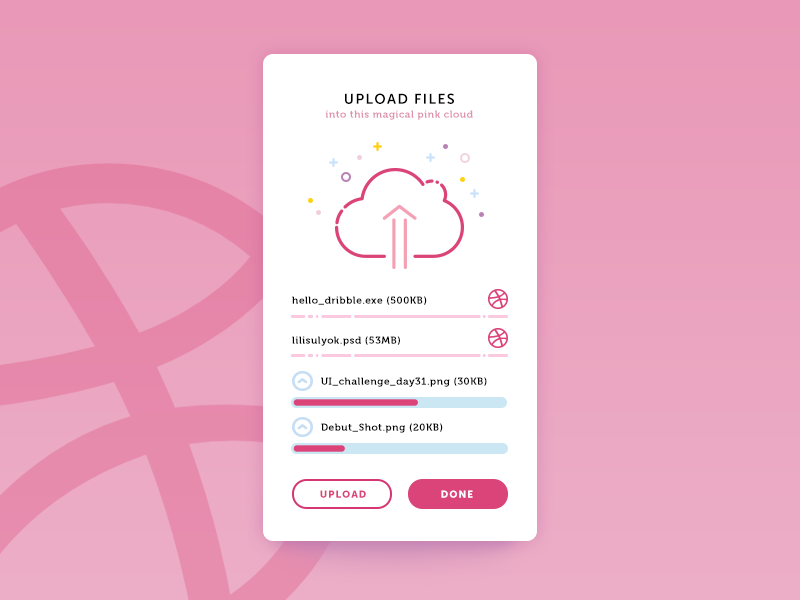 UPLOAD FILES
into this magical pink cloud
hello_dribble.exe (500KB)
lilisulyok.psd (53MB)
UI_challenge_day31.png (30KB)
Debut_Shot.png (20KB)
UPLOAD
DONE